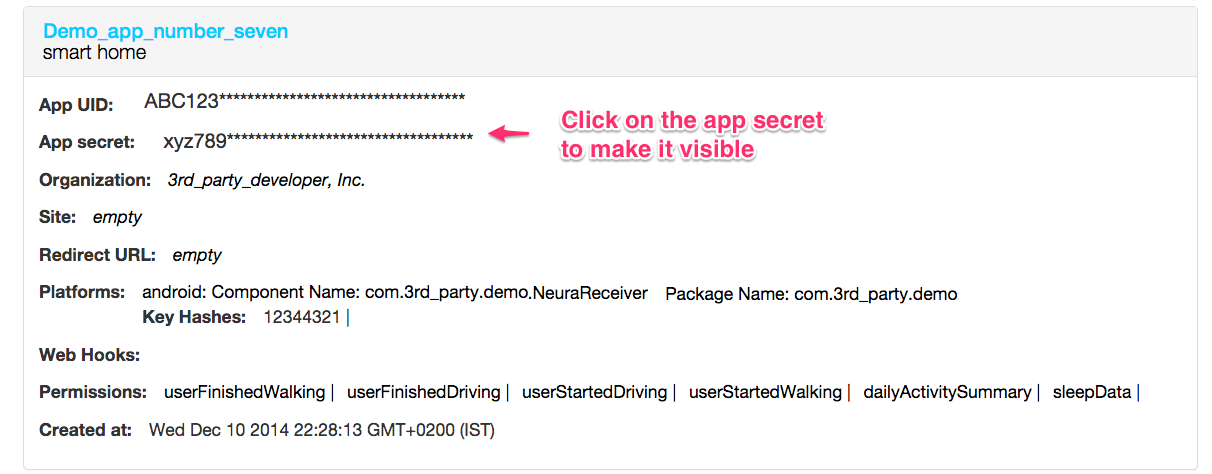 Demo_app_number_seven
smart home
App UID: ABC123***********************************
App secret: xyz789***********************************
Click on the app secret
to make it visible
Organization: 3rd_party_developer, Inc.
Site: empty
Redirect URL: empty
Platforms: android: Component Name: com.3rd_party.demo.NeuraReceiver Package Name: com.3rd_party.demo
Key Hashes: 12344321 |
Web Hooks:
Permissions: userFinishedWalking | userFinishedDriving | userStartedDriving | userStartedWalking | dailyActivitySummary | sleepData |
Created at: Wed Dec 10 2014 22:28:13 GMT+0200 (IST)